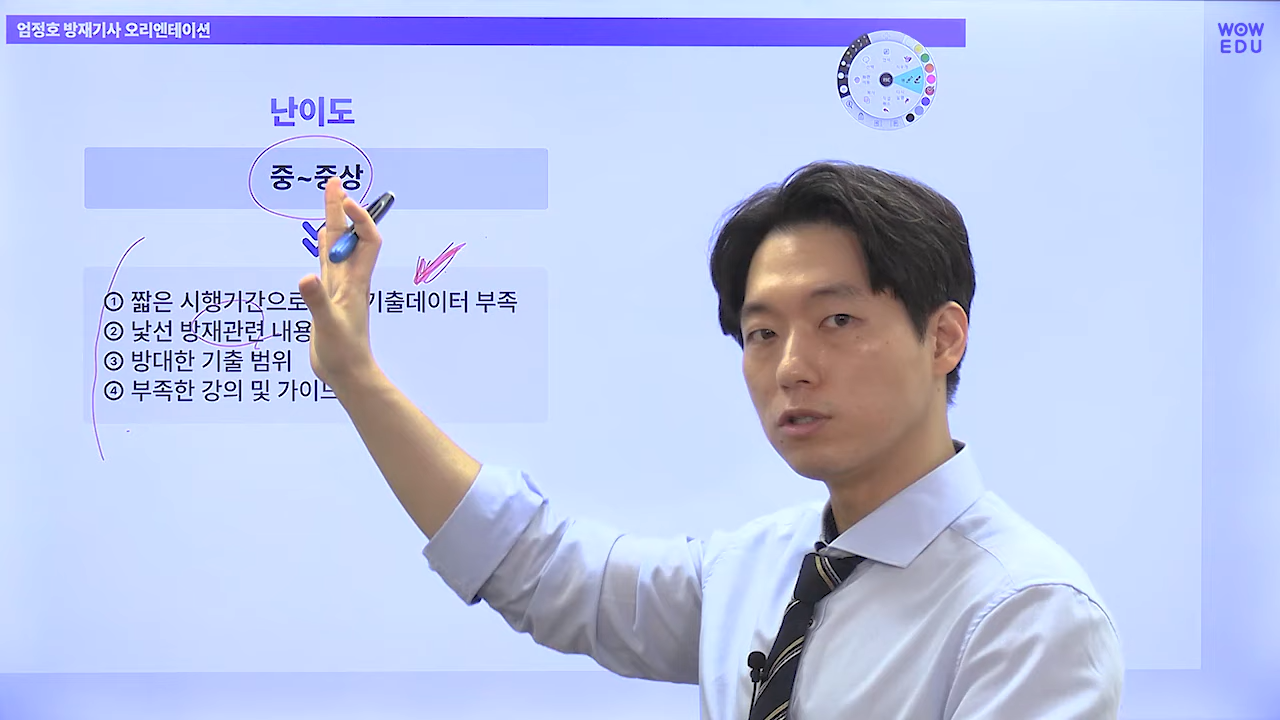 엄정호 방재기사 오리엔테이션
WOW
EDU
난이도
중~중상
① 짧은 시행기간으로 기출데이터 부족
② 낯선 방재관련 내용
③ 방대한 기출 범위
④ 부족한 강의 및